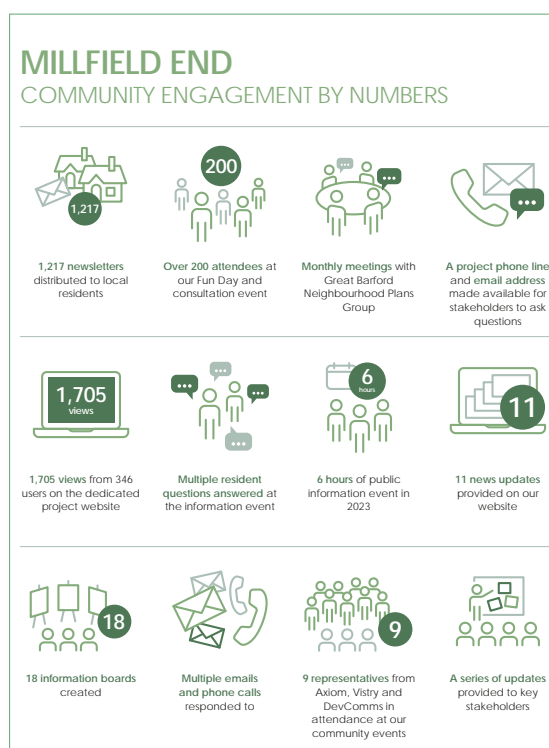 MILLFIELD END
COMMUNITY ENGAGEMENT BY NUMBERS
1,217
1,217 newsletters
distributed to local
residents
200
Over 200 attendees at
our Fun Day and
consultation event
Monthly meetings with
Great Barford
Neighbourhood Plans
Group
A project phone line
and email address
made available for
stakeholders to ask
questions
1,705
views
1,705 views from 346
users on the dedicated
project website
Multiple resident
questions answered at
the information event
6
hours
6 hours of public
information event in
2023
11
11 news updates
provided on our
website
18
18 information boards
created
Multiple emails
and phone calls
responded to
9
9 representatives from
Axiom, Vistry and
DevComms in
attendance at our
community events
A series of updates
provided to key
stakeholders